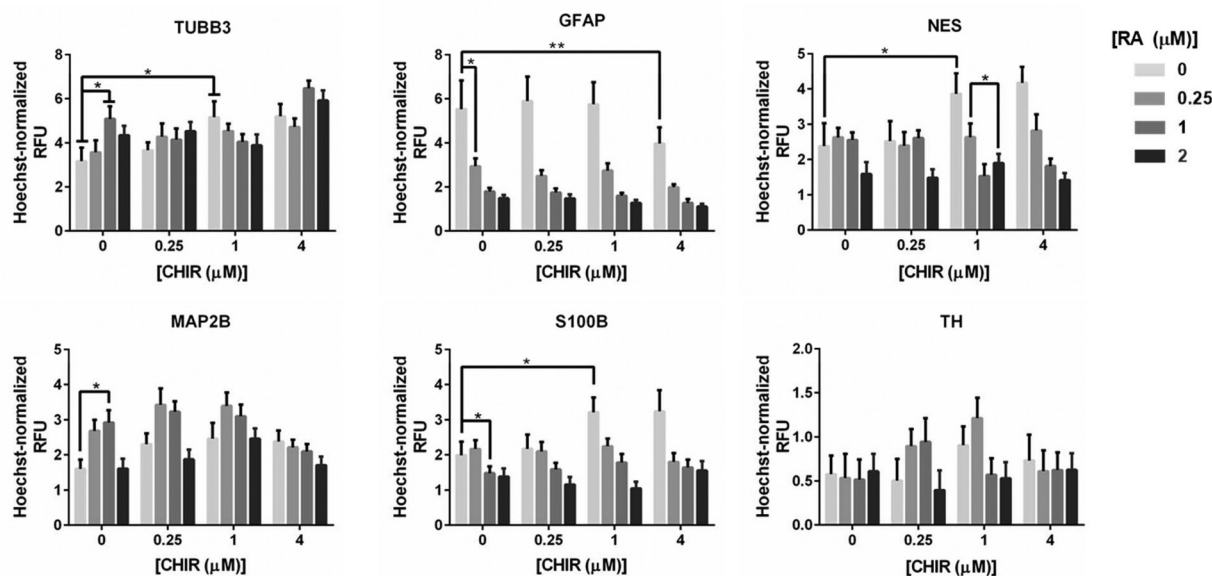 TUBB3
Hoechst-normalized
RFU
8
6
4
2
0
*
*
0 0.25 1 4
[CHIR (µM)]
GFAP
Hoechst-normalized
RFU
8
6
4
2
0
**
*
0 0.25 1 4
[CHIR (µM)]
NES
Hoechst-normalized
RFU
5
4
3
2
1
0
*
*
0 0.25 1 4
[CHIR (µM)]
[RA (µM)]
0
0.25
1
2
MAP2B
Hoechst-normalized
RFU
5
4
3
2
1
0
*
0 0.25 1 4
[CHIR (µM)]
S100B
Hoechst-normalized
RFU
5
4
3
2
1
0
*
*
0 0.25 1 4
[CHIR (µM)]
TH
Hoechst-normalized
RFU
2.0
1.5
1.0
0.5
0.0
0 0.25 1 4
[CHIR (µM)]